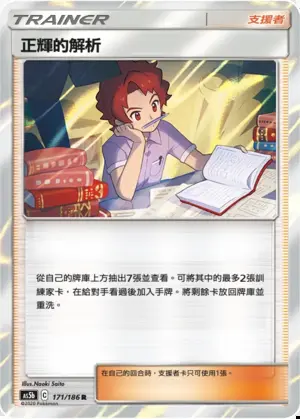 TRAINER
支援者
正輝的解析
從自己的牌庫上方抽出7張並查看。可將其中的最多2張訓
練家卡，在給對手看過後加入手牌。將剩餘卡放回牌庫並
重洗。
Illus.Naoki Saito
在自己的回合時，支援者卡只可使用1張。
AS5b C 171/186 R
©2020 Pokémon